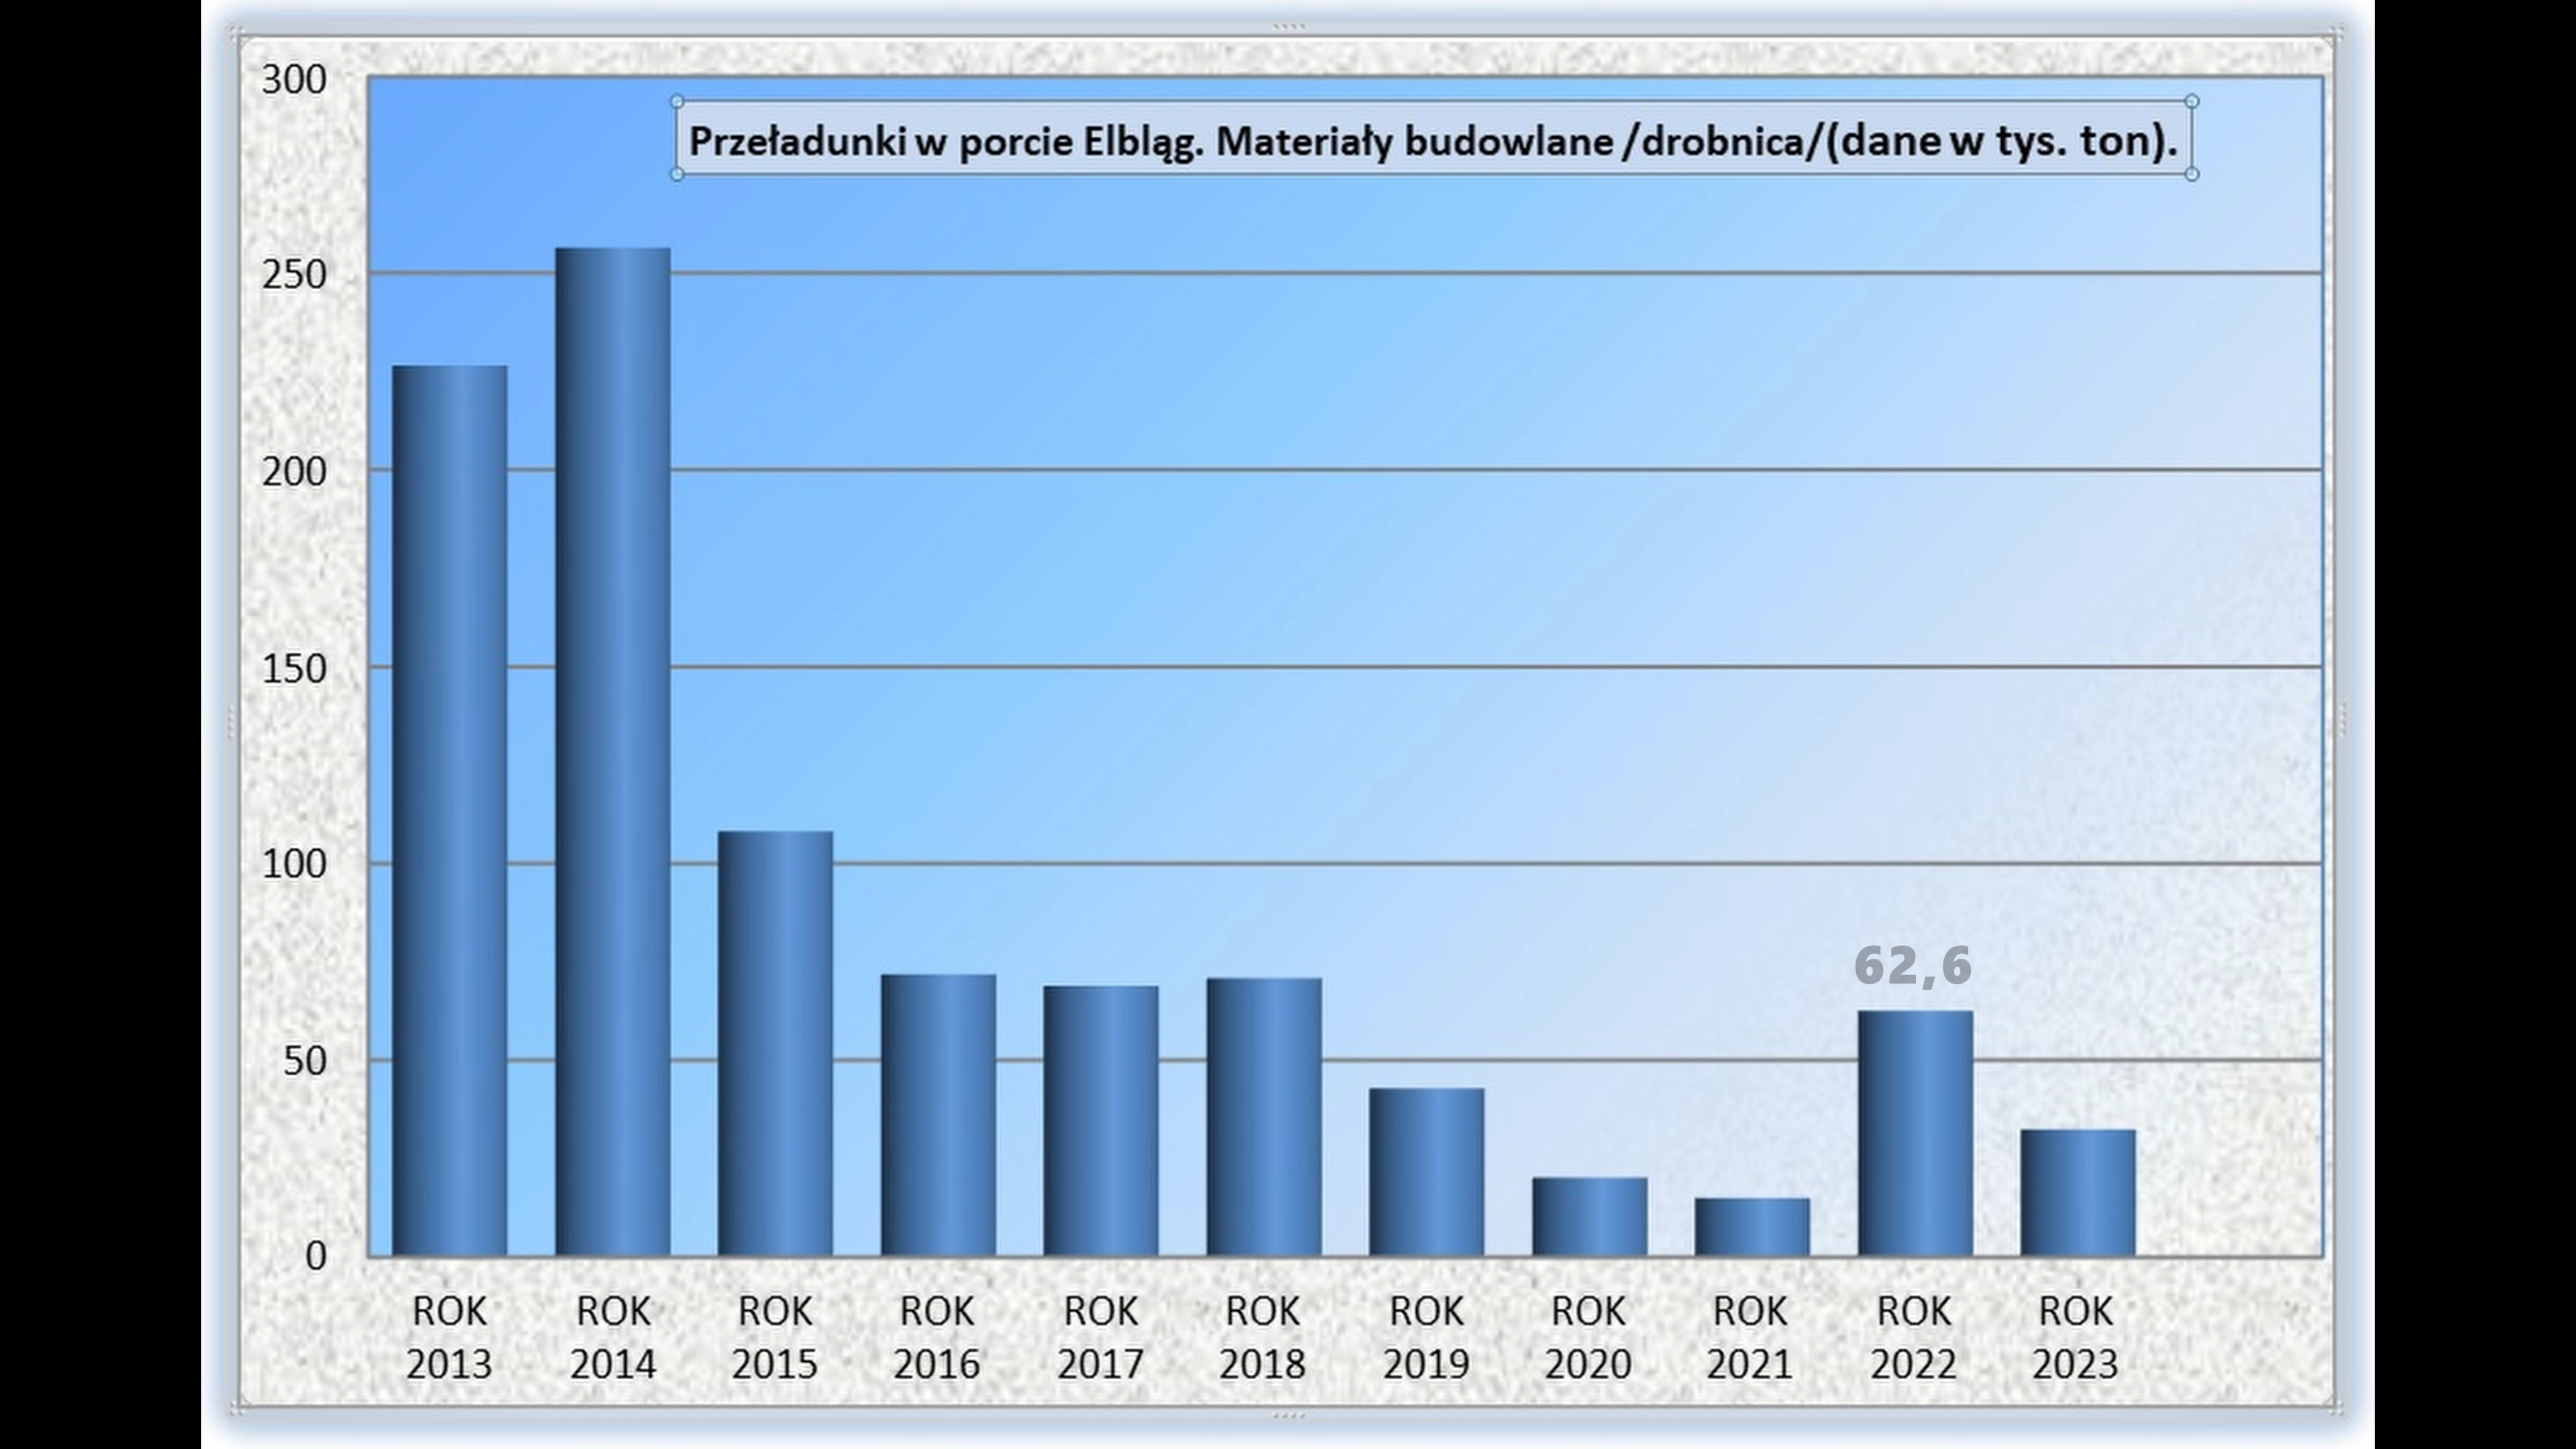 300
Przeładunki w porcie Elbląg. Materiały budowlane /drobnica/(dane w tys. ton).
250
200
150
100
62,6
50
0
ROK ROK ROK ROK ROK ROK ROK ROK ROK ROK ROK
2013 2014 2015 2016 2017 2018 2019 2020 2021 2022 2023